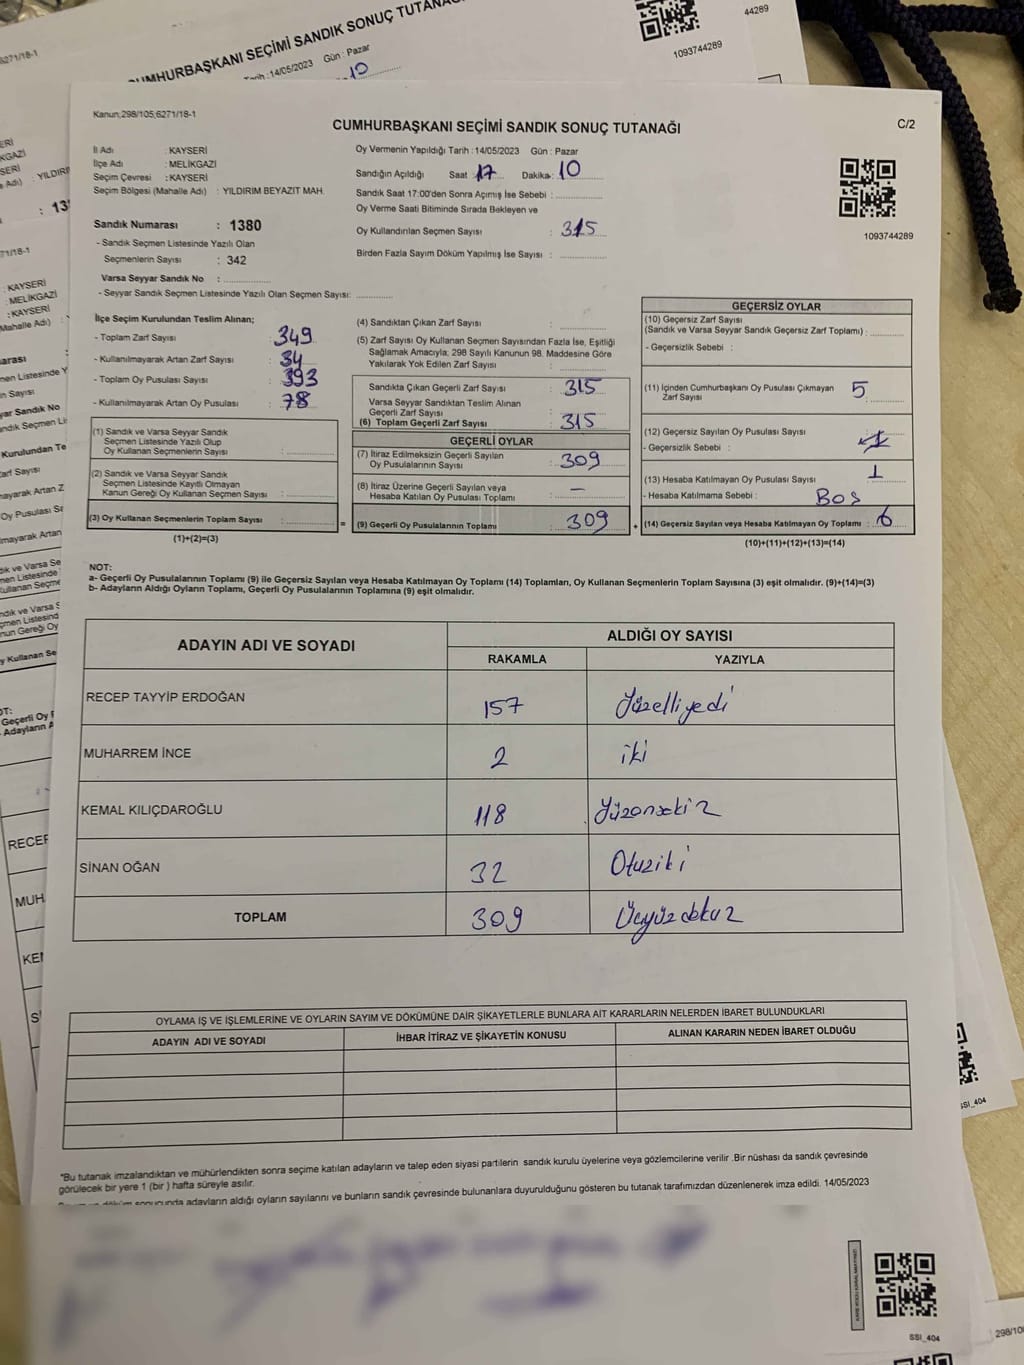 Kanun;298/105;6271/18-1
C/2
CUMHURBAŞKANI SEÇİMİ SANDIK SONUÇ TUTANAĞI
İl Adı : KAYSERİ
İlçe Adı : MELİKGAZİ
Seçim Çevresi : KAYSERİ
Seçim Bölgesi (Mahalle Adı) : YILDIRIM BEYAZIT MAH.
Oy Vermenin Yapıldığı Tarih : 14/05/2023 Gün : Pazar
Sandığın Açıldığı Saat : 17 Dakika : 10
Sandık Saat 17:00'den Sonra Açımış İse Sebebi :
Oy Verme Saati Bitiminde Sırada Bekleyen ve
Oy Kullandırılan Seçmen Sayısı : 315
Birden Fazla Sayım Döküm Yapılmış İse Sayısı :
1093744289
Sandık Numarası : 1380
- Sandık Seçmen Listesinde Yazılı Olan
Seçmenlerin Sayısı : 342
Varsa Seyyar Sandık No :
- Seyyar Sandık Seçmen Listesinde Yazılı Olan Seçmen Sayısı:
İlçe Seçim Kurulundan Teslim Alınan;
- Toplam Zarf Sayısı : 349
- Kullanılmayarak Artan Zarf Sayısı : 34
- Toplam Oy Pusulası Sayısı : 393
- Kullanılmayarak Artan Oy Pusulası : 78
(1) Sandık ve Varsa Seyyar Sandık
Seçmen Listesinde Yazılı Olup
Oy Kullanan Seçmenlerin Sayısı :
(2) Sandık ve Varsa Seyyar Sandık
Seçmen Listesinde Kayıtlı Olmayan
Kanun Gereği Oy Kullanan Seçmen Sayısı :
(3) Oy Kullanan Seçmenlerin Toplam Sayısı :
(1)+(2)=(3)
(4) Sandıktan Çıkan Zarf Sayısı :
(5) Zarf Sayısı Oy Kullanan Seçmen Sayısından Fazla İse, Eşitliği
Sağlamak Amacıyla; 298 Sayılı Kanunun 98. Maddesine Göre
Yakılarak Yok Edilen Zarf Sayısı :
Sandıkta Çıkan Geçerli Zarf Sayısı : 315
Varsa Seyyar Sandıktan Teslim Alınan
Geçerli Zarf Sayısı :
(6) Toplam Geçerli Zarf Sayısı : 315
GEÇERLİ OYLAR
(7) İtiraz Edilmeksizin Geçerli Sayılan
Oy Pusulalarının Sayısı : 309
(8) İtiraz Üzerine Geçerli Sayılan veya
Hesaba Katılan Oy Pusulası Toplamı : -
= (9) Geçerli Oy Pusulalarının Toplamı : 309
GEÇERSİZ OYLAR
(10) Geçersiz Zarf Sayısı
(Sandık ve Varsa Seyyar Sandık Geçersiz Zarf Toplamı) :
- Geçersizlik Sebebi :
(11) İçinden Cumhurbaşkanı Oy Pusulası Çıkmayan
Zarf Sayısı : 5
(12) Geçersiz Sayılan Oy Pusulası Sayısı
- Geçersizlik Sebebi :
(13) Hesaba Katılmayan Oy Pusulası Sayısı : 1
- Hesaba Katılmama Sebebi : BOS
+ (14) Geçersiz Sayılan veya Hesaba Katılmayan Oy Toplamı : 6
(10)+(11)+(12)+(13)=(14)
NOT:
a- Geçerli Oy Pusulalarının Toplamı (9) ile Geçersiz Sayılan veya Hesaba Katılmayan Oy Toplamı (14) Toplamları, Oy Kullanan Seçmenlerin Toplam Sayısına (3) eşit olmalıdır. (9)+(14)=(3)
b- Adayların Aldığı Oyların Toplamı, Geçerli Oy Pusulalarının Toplamına (9) eşit olmalıdır.
ADAYIN ADI VE SOYADI
ALDIĞI OY SAYISI
RAKAMLA YAZIYLA
RECEP TAYYİP ERDOĞAN 157 Yüzelliyedi
MUHARREM İNCE 2 iki
KEMAL KILIÇDAROĞLU 118 Yüzonsekiz
SİNAN OĞAN 32 Otuziki
TOPLAM 309 Üçyüzdokuz
OYLAMA İŞ VE İŞLEMLERİNE VE OYLARIN SAYIM VE DÖKÜMÜNE DAİR ŞİKAYETLERLE BUNLARA AİT KARARLARIN NELERDEN İBARET BULUNDUKLARI
ADAYIN ADI VE SOYADI İHBAR İTİRAZ VE ŞİKAYETİN KONUSU ALINAN KARARIN NEDEN İBARET OLDUĞU
*Bu tutanak imzalandıktan ve mühürlendikten sonra seçime katılan adayların ve talep eden siyasi partilerin sandık kurulu üyelerine veya gözlemcilerine verilir .Bir nüshası da sandık çevresinde
görülecek bir yere 1 (bir ) hafta süreyle asılır.
döküm sonucunda adayların aldığı oyların sayılarını ve bunların sandık çevresinde bulunanlara duyurulduğunu gösteren bu tutanak tarafımızdan düzenlenerek imza edildi. 14/05/2023
SSI_404